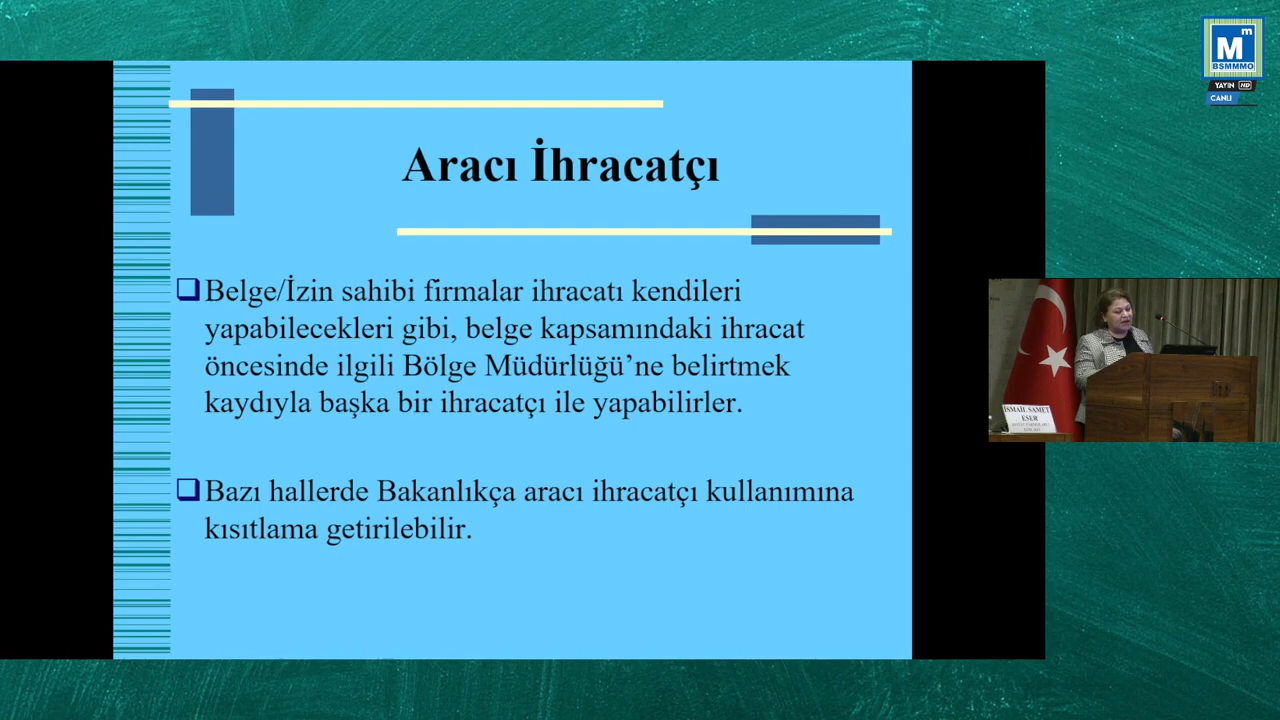 Aracı İhracatçı
❑Belge/İzin sahibi firmalar ihracatı kendileri
yapabilecekleri gibi, belge kapsamındaki ihracat
öncesinde ilgili Bölge Müdürlüğü’ne belirtmek
kaydıyla başka bir ihracatçı ile yapabilirler.
❑Bazı hallerde Bakanlıkça aracı ihracatçı kullanımına
kısıtlama getirilebilir.
Mm
BSMMMO
YAYIN HD
CANLI
İSMAİL SAMET
ESER